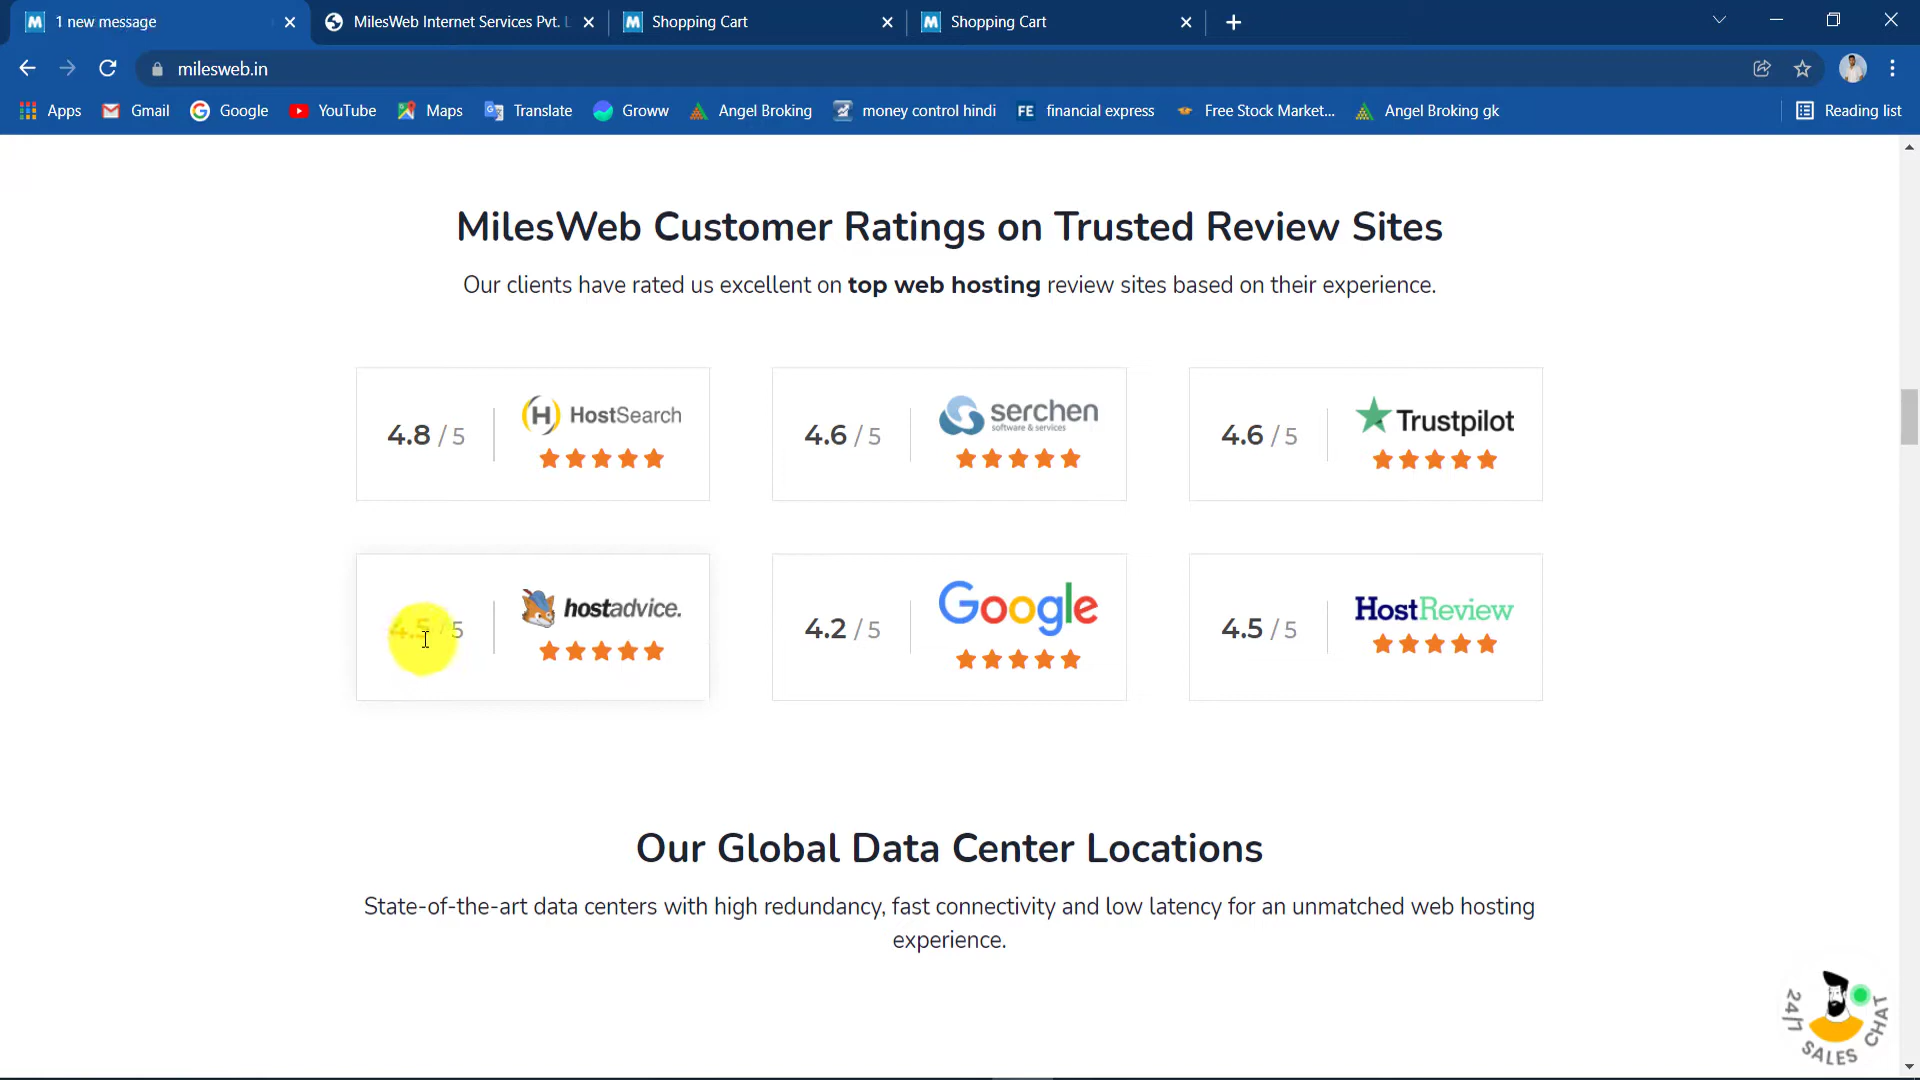 1 new message
MilesWeb Internet Services Pvt. L
Shopping Cart
Shopping Cart
milesweb.in
Apps
Gmail
Google
YouTube
Maps
Translate
Groww
Angel Broking
money control hindi
FE financial express
Free Stock Market...
Angel Broking gk
Reading list
MilesWeb Customer Ratings on Trusted Review Sites
Our clients have rated us excellent on top web hosting review sites based on their experience.
4.8 / 5
HostSearch
4.6 / 5
serchen
software & services
4.6 / 5
Trustpilot
4.5 / 5
hostadvice.
4.2 / 5
Google
4.5 / 5
HostReview
Our Global Data Center Locations
State-of-the-art data centers with high redundancy, fast connectivity and low latency for an unmatched web hosting
experience.
24/7 SALES CHAT